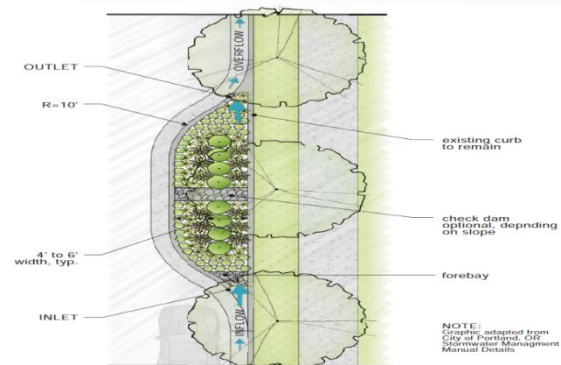 OVERFLOW
OUTLET
R=10'
existing curb
to remain
check dam
optional, depnding
on slope
4' to 6'
width, typ.
forebay
INLET
INFLOW
NOTE:
Graphic adapted from
City of Portland, OR
Stormwater Managment
Manual Details